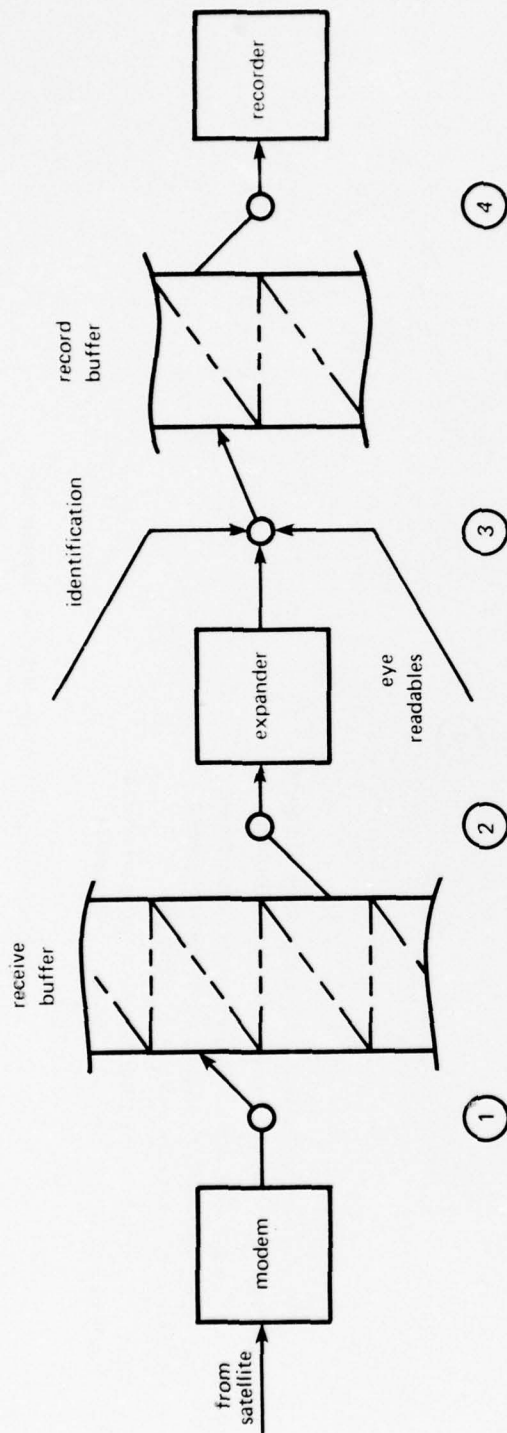 from
satellite
modem
receive
buffer
expander
identification
eye
readables
record
buffer
recorder
1
2
3
4